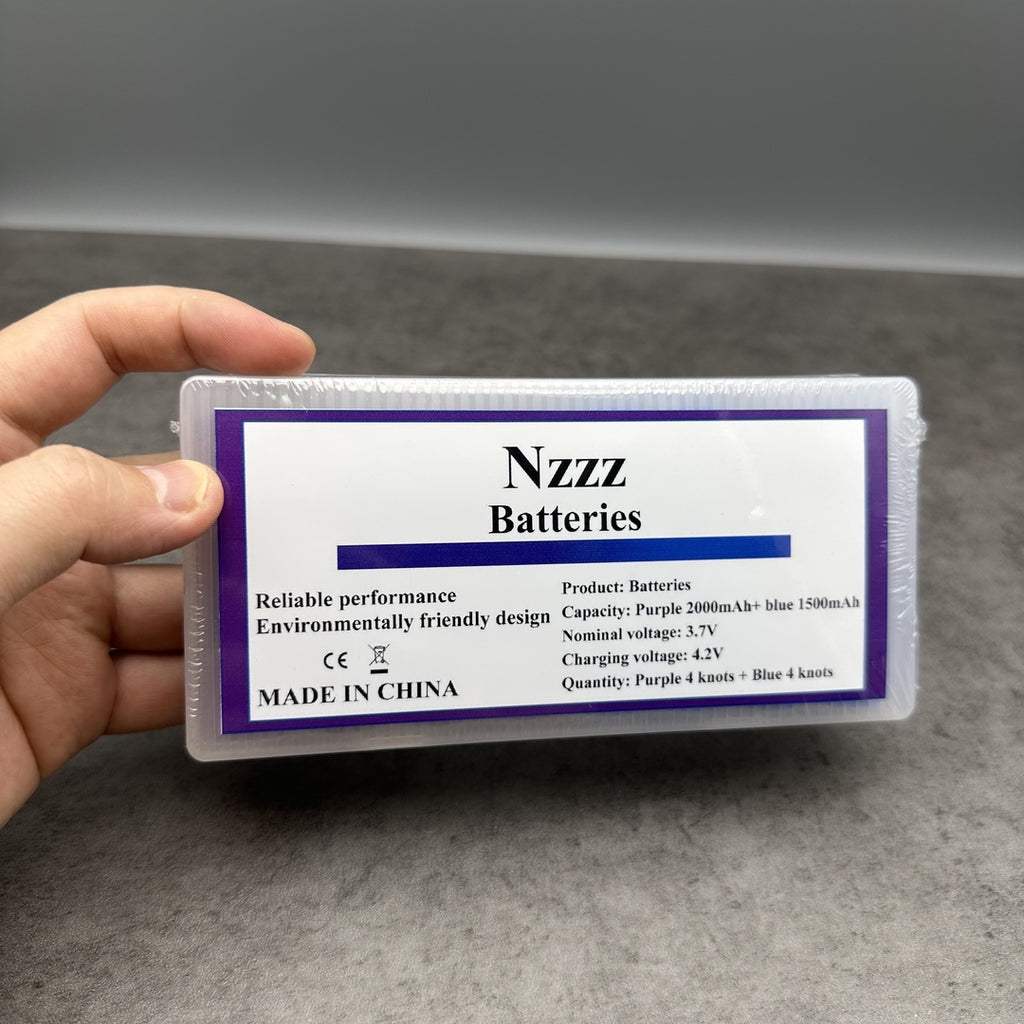 Nzzz
Batteries
Reliable performance
Environmentally friendly design
CE
MADE IN CHINA
Product: Batteries
Capacity: Purple 2000mAh+ blue 1500mAh
Nominal voltage: 3.7V
Charging voltage: 4.2V
Quantity: Purple 4 knots + Blue 4 knots